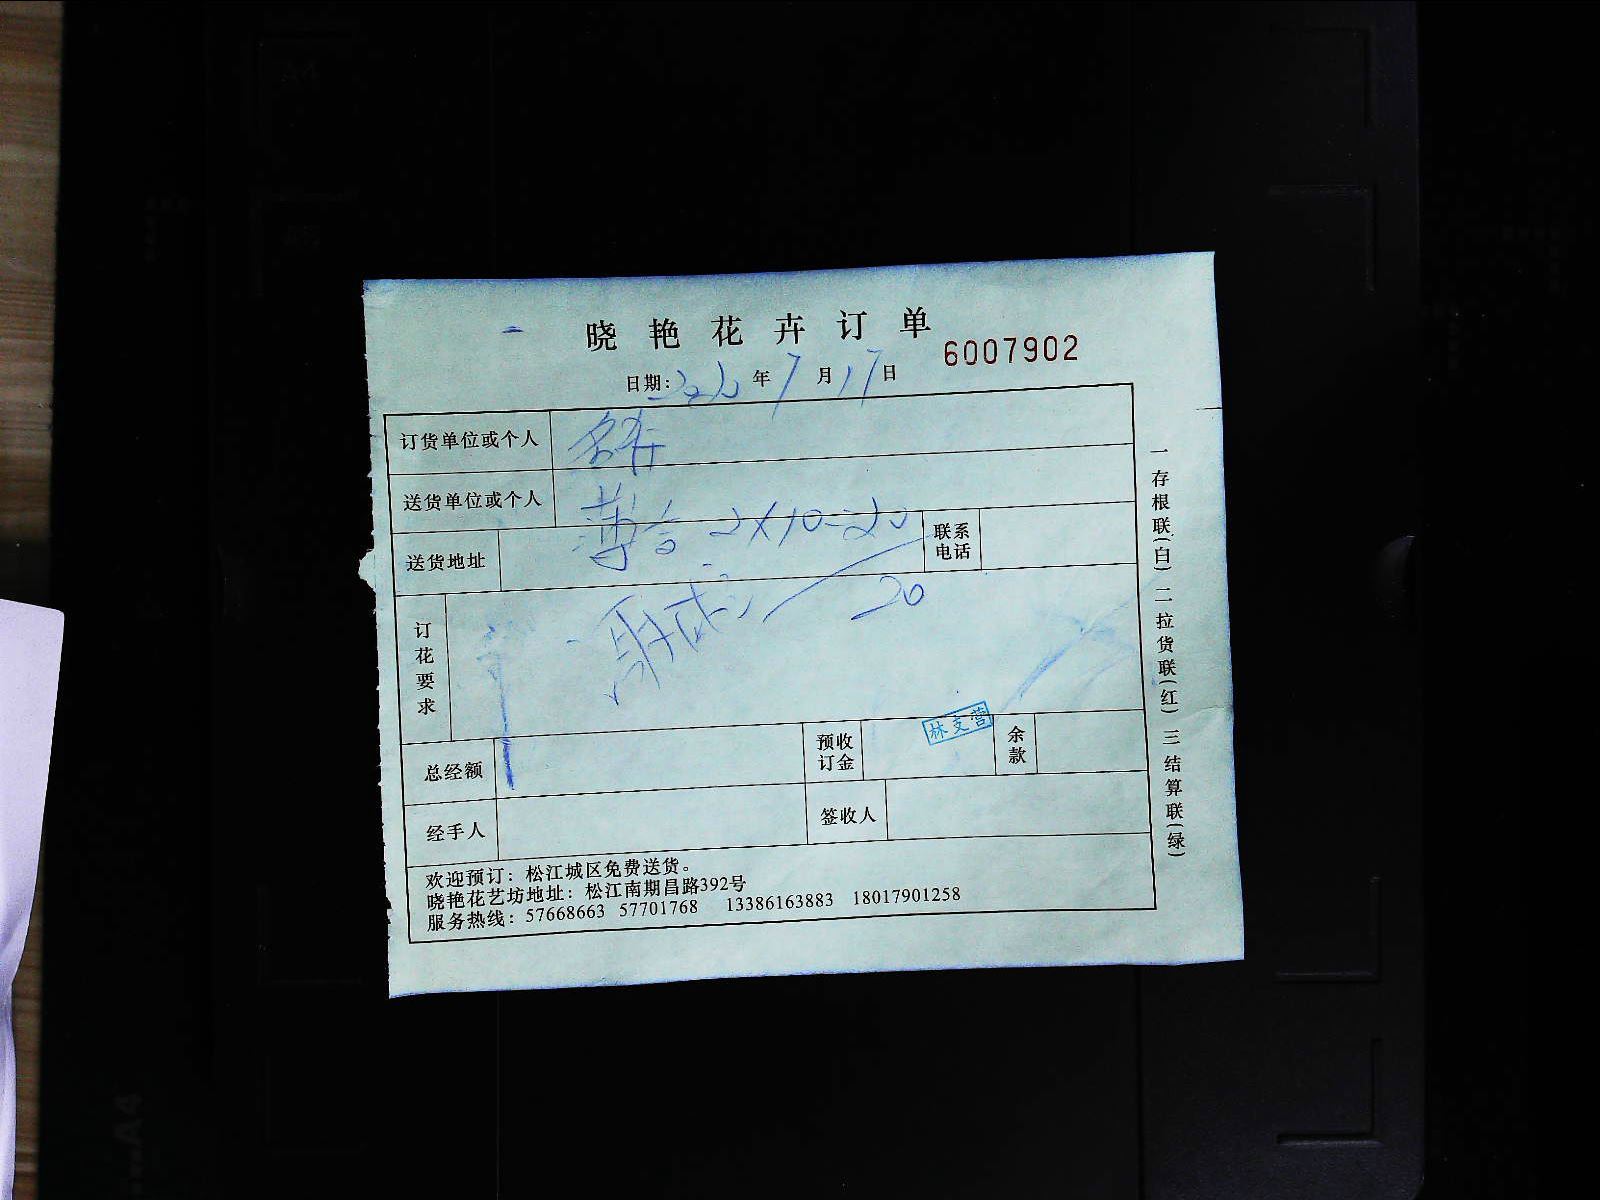 晓艳花卉订单
6007902
日期: 年 7 月 17 日
订货单位或个人
送货单位或个人
送货地址 2×10=20 联系电话
订花要求 20
总经额 预收订金 林支营 余款
经手人 签收人
欢迎预订：松江城区免费送货。
晓艳花艺坊地址：松江南期昌路392号
服务热线：57668663 57701768 13386163883 18017901258
一存根联(白) 二拉货联(红) 三结算联(绿)
A4